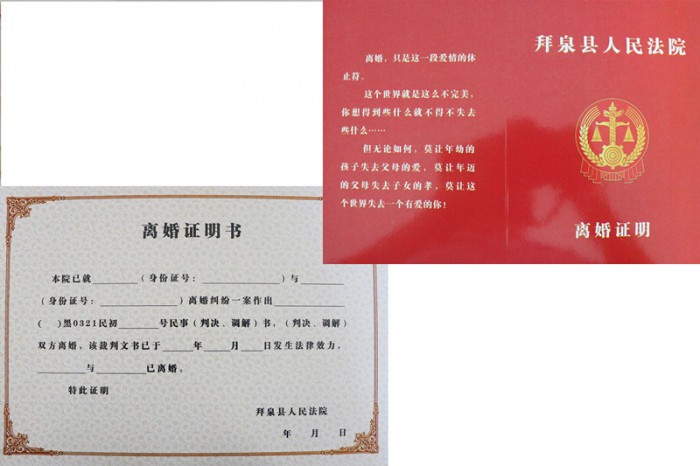 拜泉县人民法院
离婚证明
离婚，只是这一段爱情的休
止符。
这个世界就是这么不完美，
你想得到些什么就不得不失去
些什么……
但无论如何，莫让年幼的
孩子失去父母的爱，莫让年迈
的父母失去子女的孝，莫让这
个世界失去一个有爱的你！
离婚证明书
本院已就________（身份证号：______________）与______
（身份证号：______________）离婚纠纷一案作出____________
（ ）黑0321民初_______号民事（判决、调解）书，（判决、调解）
双方离婚，该裁判文书已于______年_____月____日发生法律效力，
________与________已离婚。
特此证明
拜泉县人民法院
年 月 日